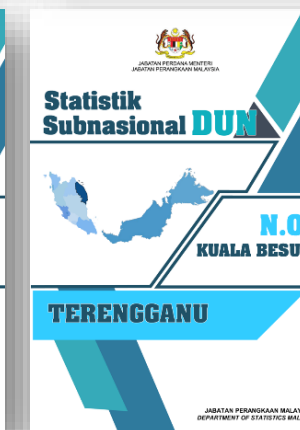 JABATAN PERDANA MENTERI
JABATAN PERANGKAAN MALAYSIA
Statistik
Subnasional DUN
N.0
KUALA BESU
TERENGGANU
JABATAN PERANGKAAN MALAY
DEPARTMENT OF STATISTICS MAL